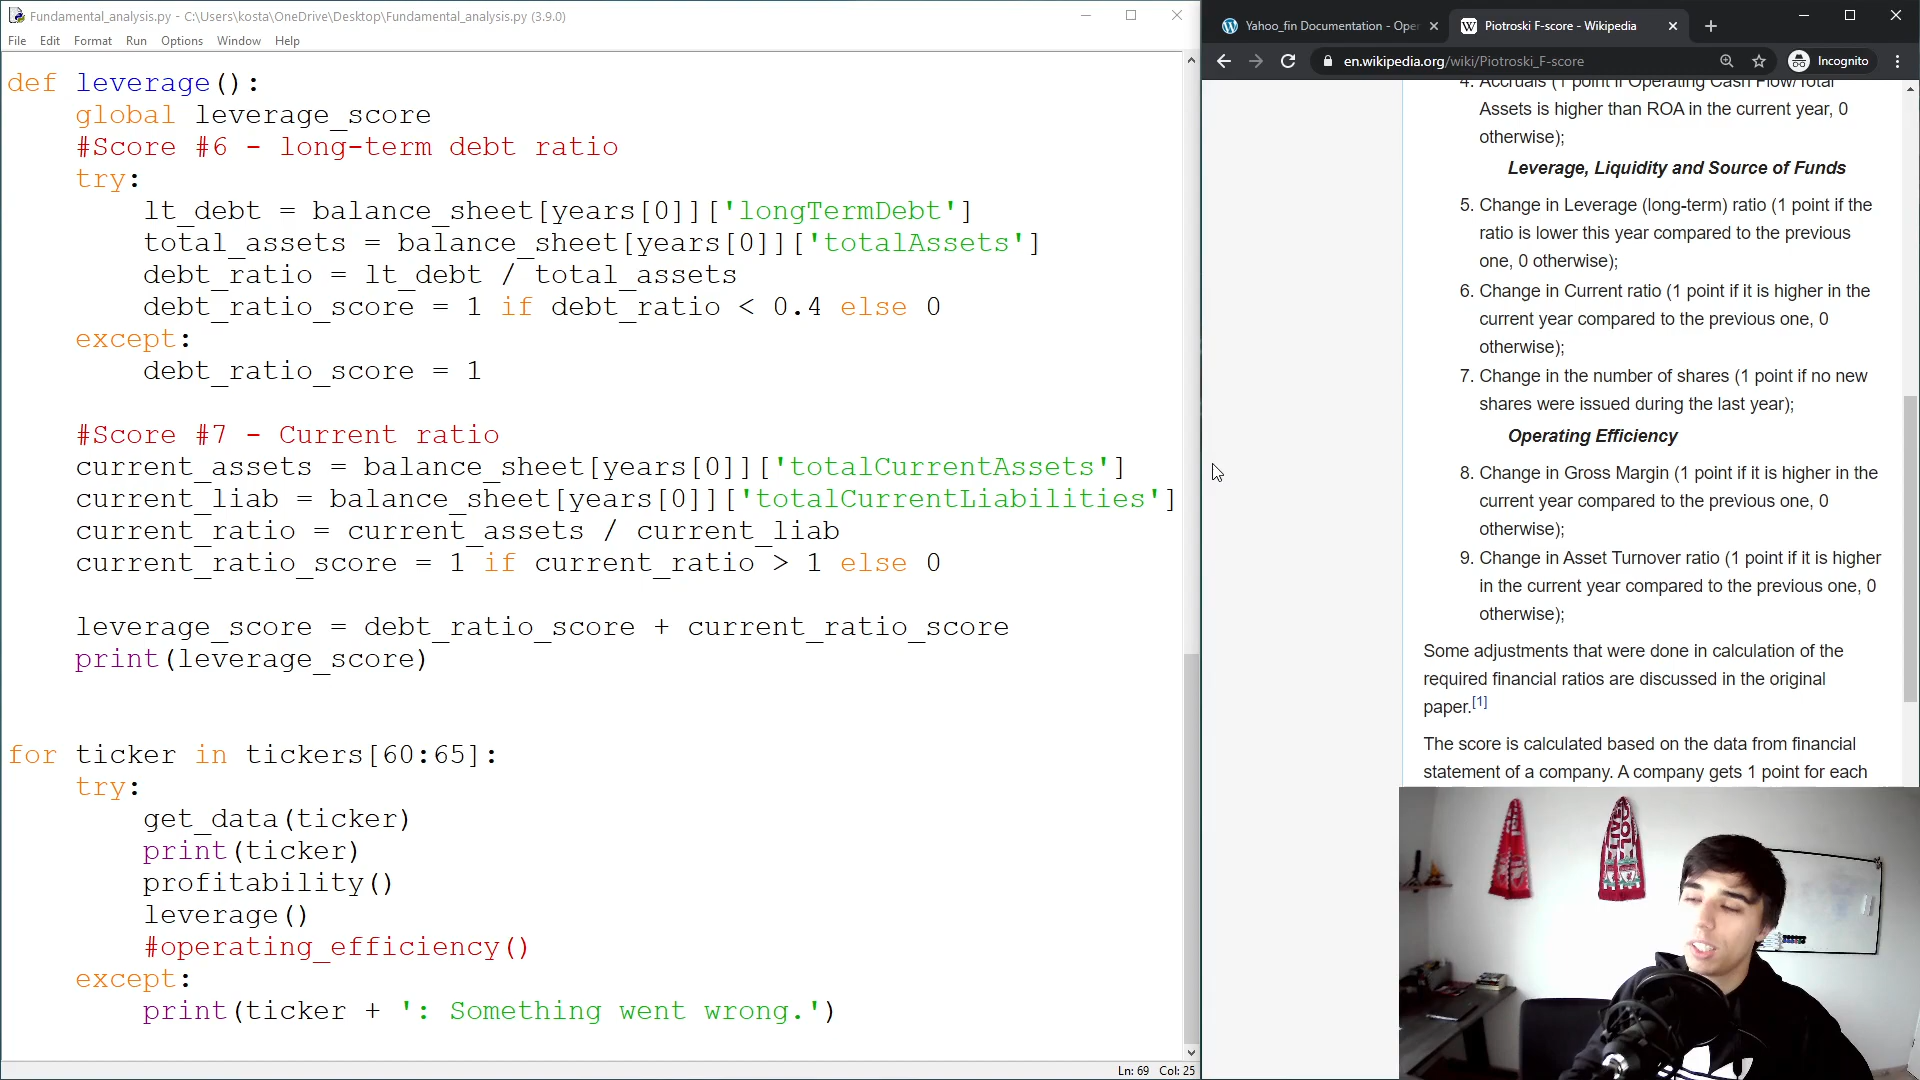 Fundamental_analysis.py - C:\Users\kosta\OneDrive\Desktop\Fundamental_analysis.py (3.9.0)
File Edit Format Run Options Window Help
def leverage():
    global leverage_score
    #Score #6 - long-term debt ratio
    try:
        lt_debt = balance_sheet[years[0]]['longTermDebt']
        total_assets = balance_sheet[years[0]]['totalAssets']
        debt_ratio = lt_debt / total_assets
        debt_ratio_score = 1 if debt_ratio < 0.4 else 0
    except:
        debt_ratio_score = 1
    #Score #7 - Current ratio
    current_assets = balance_sheet[years[0]]['totalCurrentAssets']
    current_liab = balance_sheet[years[0]]['totalCurrentLiabilities']
    current_ratio = current_assets / current_liab
    current_ratio_score = 1 if current_ratio > 1 else 0
    leverage_score = debt_ratio_score + current_ratio_score
    print(leverage_score)
for ticker in tickers[60:65]:
    try:
        get_data(ticker)
        print(ticker)
        profitability()
        leverage()
        #operating_efficiency()
    except:
        print(ticker + ': Something went wrong.')
Ln: 69 Col: 25
Yahoo_fin Documentation - Oper
Piotroski F-score - Wikipedia
en.wikipedia.org/wiki/Piotroski_F-score
Incognito
4. Accruals (1 point if Operating Cash Flow/Total
Assets is higher than ROA in the current year, 0
otherwise);
Leverage, Liquidity and Source of Funds
5. Change in Leverage (long-term) ratio (1 point if the
ratio is lower this year compared to the previous
one, 0 otherwise);
6. Change in Current ratio (1 point if it is higher in the
current year compared to the previous one, 0
otherwise);
7. Change in the number of shares (1 point if no new
shares were issued during the last year);
Operating Efficiency
8. Change in Gross Margin (1 point if it is higher in the
current year compared to the previous one, 0
otherwise);
9. Change in Asset Turnover ratio (1 point if it is higher
in the current year compared to the previous one, 0
otherwise);
Some adjustments that were done in calculation of the
required financial ratios are discussed in the original
paper.[1]
The score is calculated based on the data from financial
statement of a company. A company gets 1 point for each